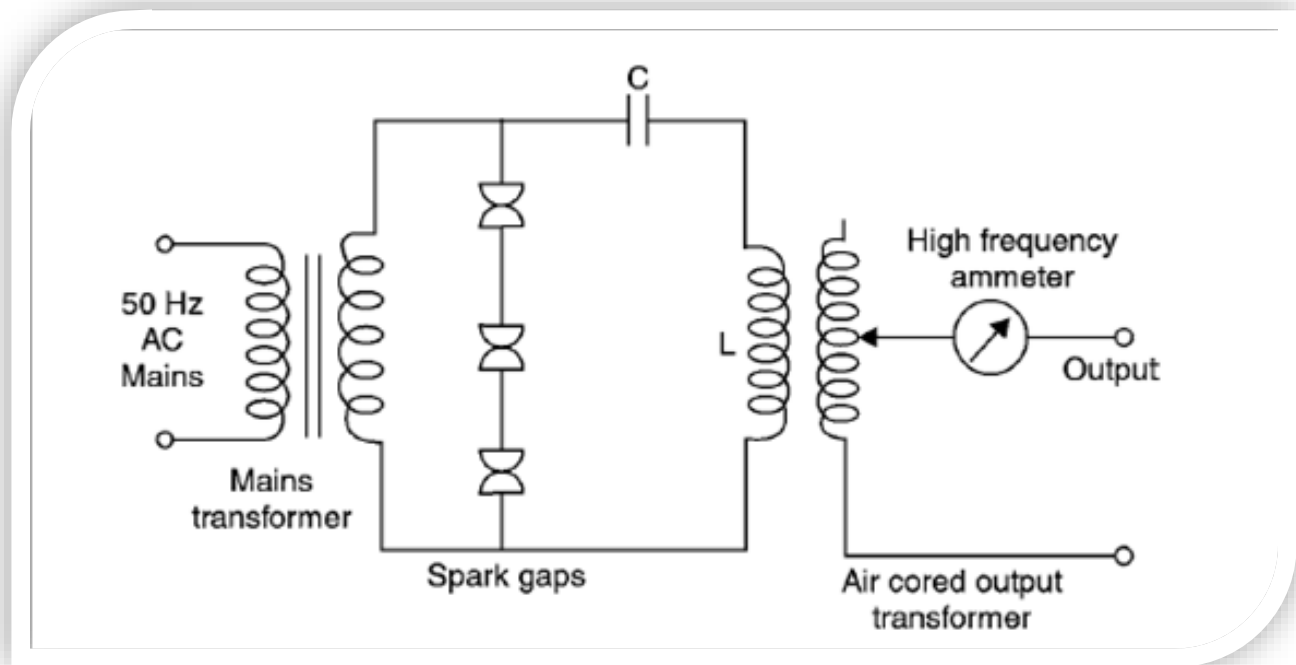 C
High frequency
ammeter
50 Hz
AC
Mains
L
Output
Mains
transformer
Spark gaps
Air cored output
transformer